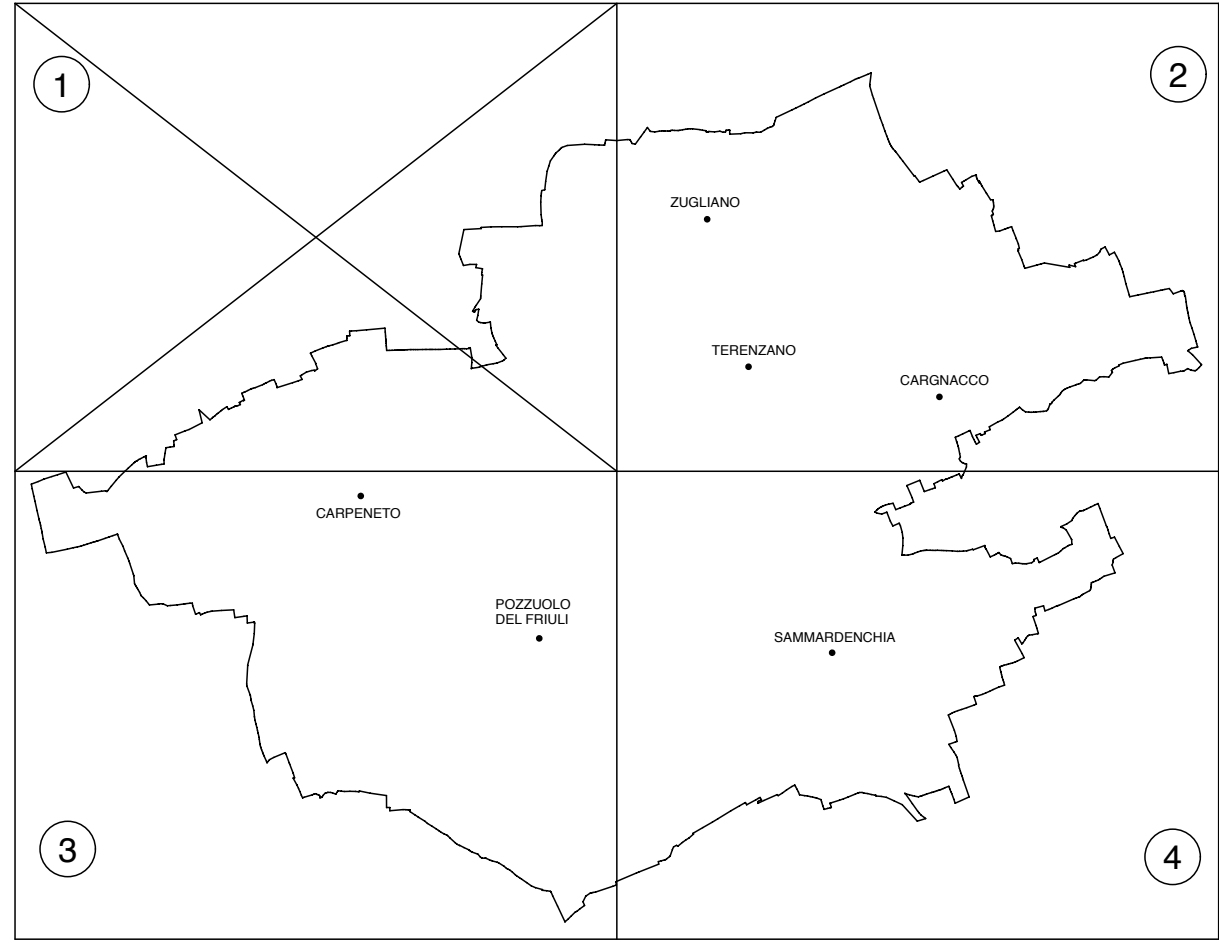 1
2
ZUGLIANO
TERENZANO
CARGNACCO
CARPENETO
POZZUOLO
DEL FRIULI
SAMMARDENCHIA
3
4